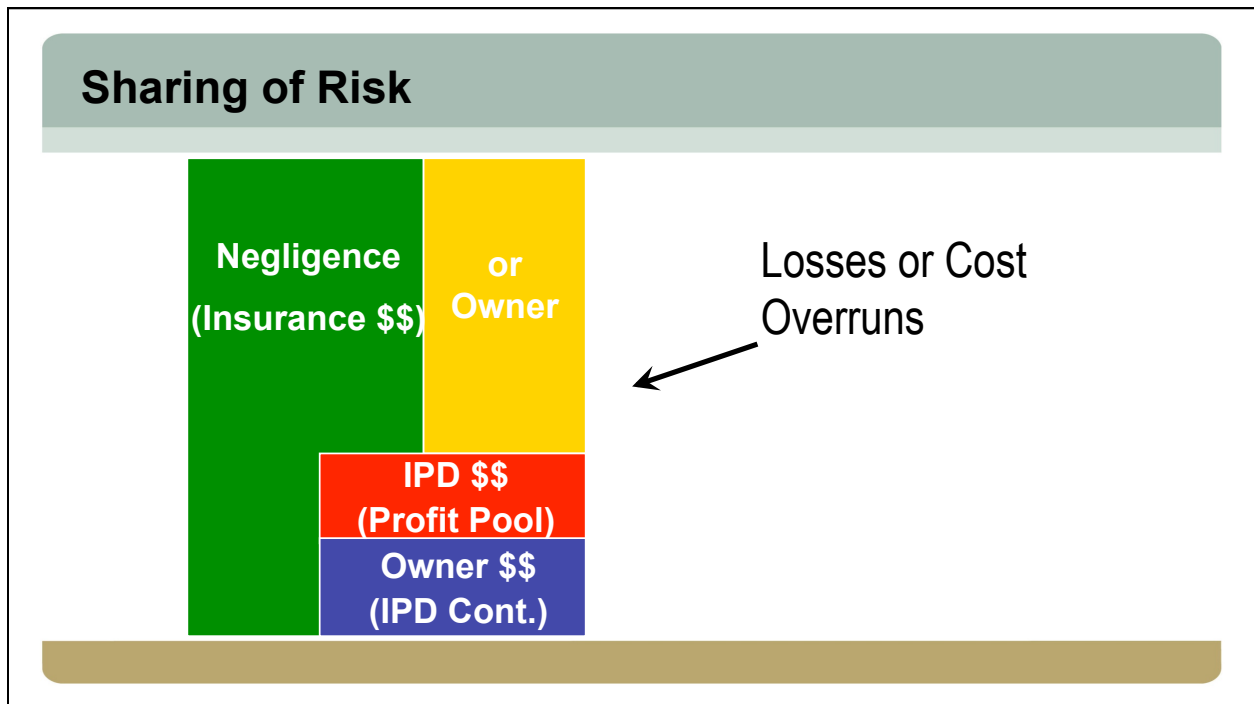 Sharing of Risk
Negligence
(Insurance $$)
or
Owner
Losses or Cost
Overruns
IPD $$
(Profit Pool)
Owner $$
(IPD Cont.)